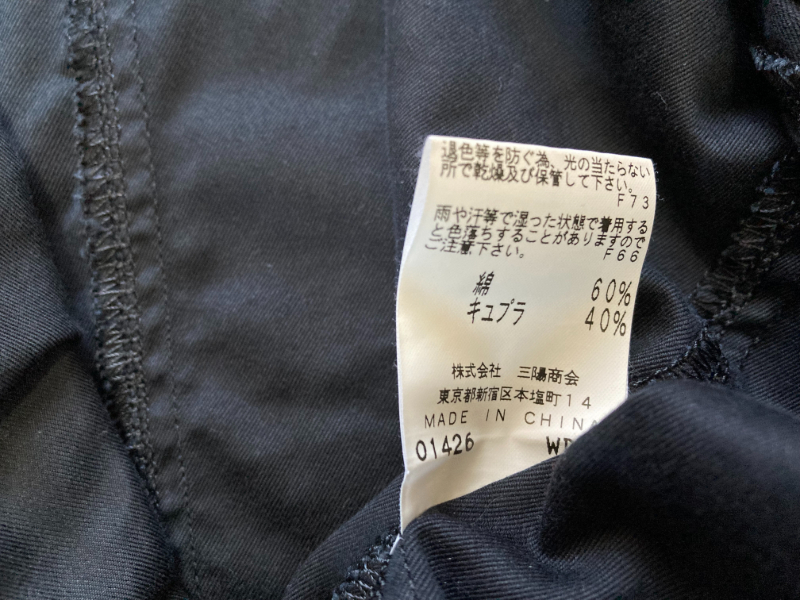 退色等を防ぐ為、光の当たらない
所で乾燥及び保管して下さい。
F73
雨や汗等で湿った状態で着用する
と色落ちすることがありますので
ご注意下さい。
F66
綿 60%
キュプラ 40%
株式会社 三陽商会
東京都新宿区本塩町14
MADE IN CHINA
01426